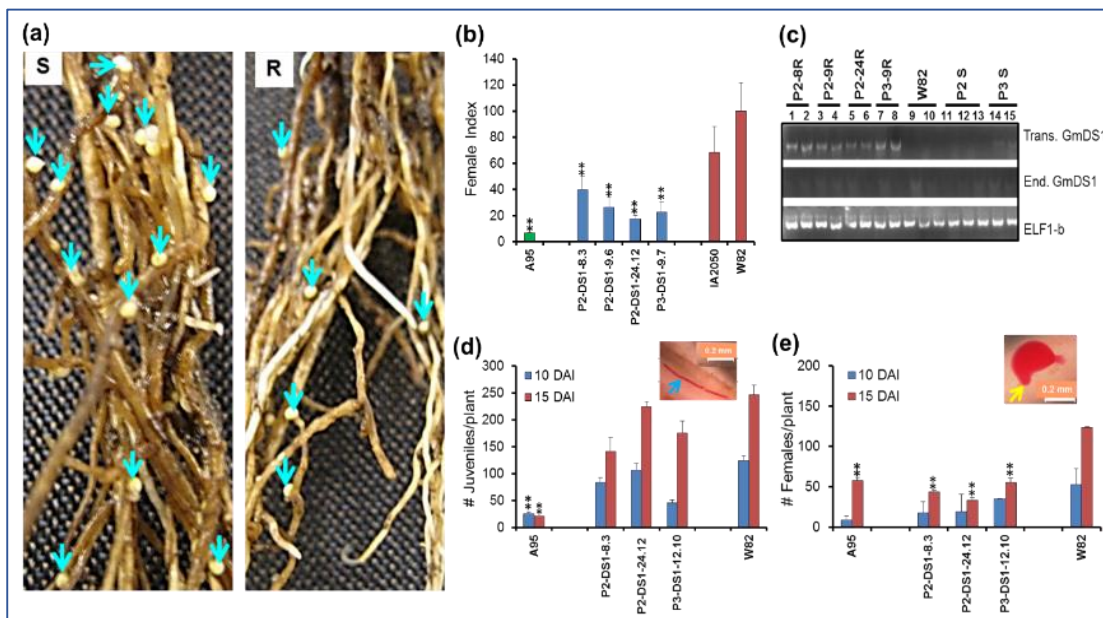 (a)
S
R
(b)
Female Index
140
120
100
80
60
40
20
0
**
**
**
**
**
A95
P2-DS1-8.3
P2-DS1-9.6
P2-DS1-24.12
P3-DS1-9.7
IA2050
W82
(c)
P2-8R P2-9R P2-24R P3-9R W82 P2 S P3 S
1 2 3 4 5 6 7 8 9 10 11 12 13 14 15
Trans. GmDS1
End. GmDS1
ELF1-b
(d)
# Juveniles/plant
300
250
200
150
100
50
0
10 DAI
15 DAI
0.2 mm
** **
A95
P2-DS1-8.3
P2-DS1-24.12
P3-DS1-12.10
W82
(e)
# Females/plant
200
150
100
50
0
10 DAI
15 DAI
0.2 mm
**
**
**
**
A95
P2-DS1-8.3
P2-DS1-24.12
P3-DS1-12.10
W82